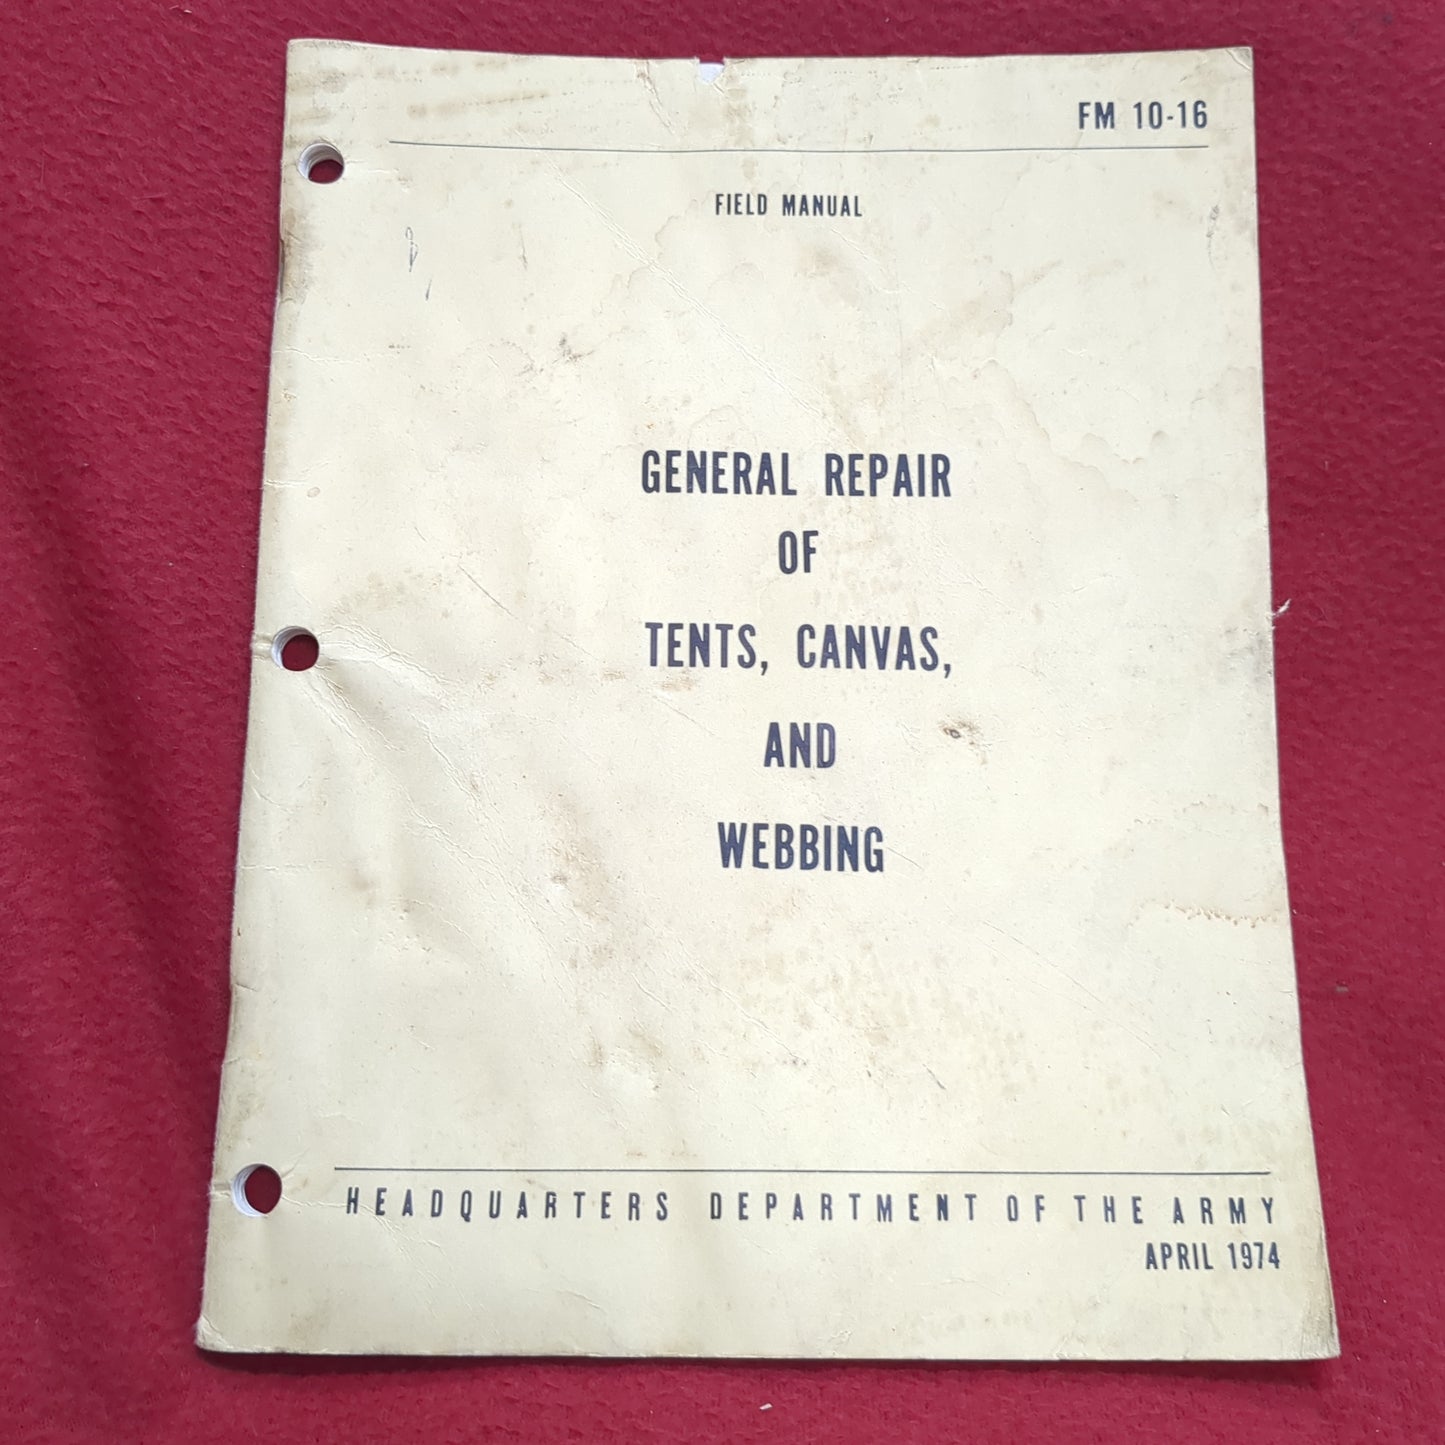 FM 10-16
FIELD MANUAL
GENERAL REPAIR
OF
TENTS, CANVAS,
AND
WEBBING
HEADQUARTERS DEPARTMENT OF THE ARMY
APRIL 1974